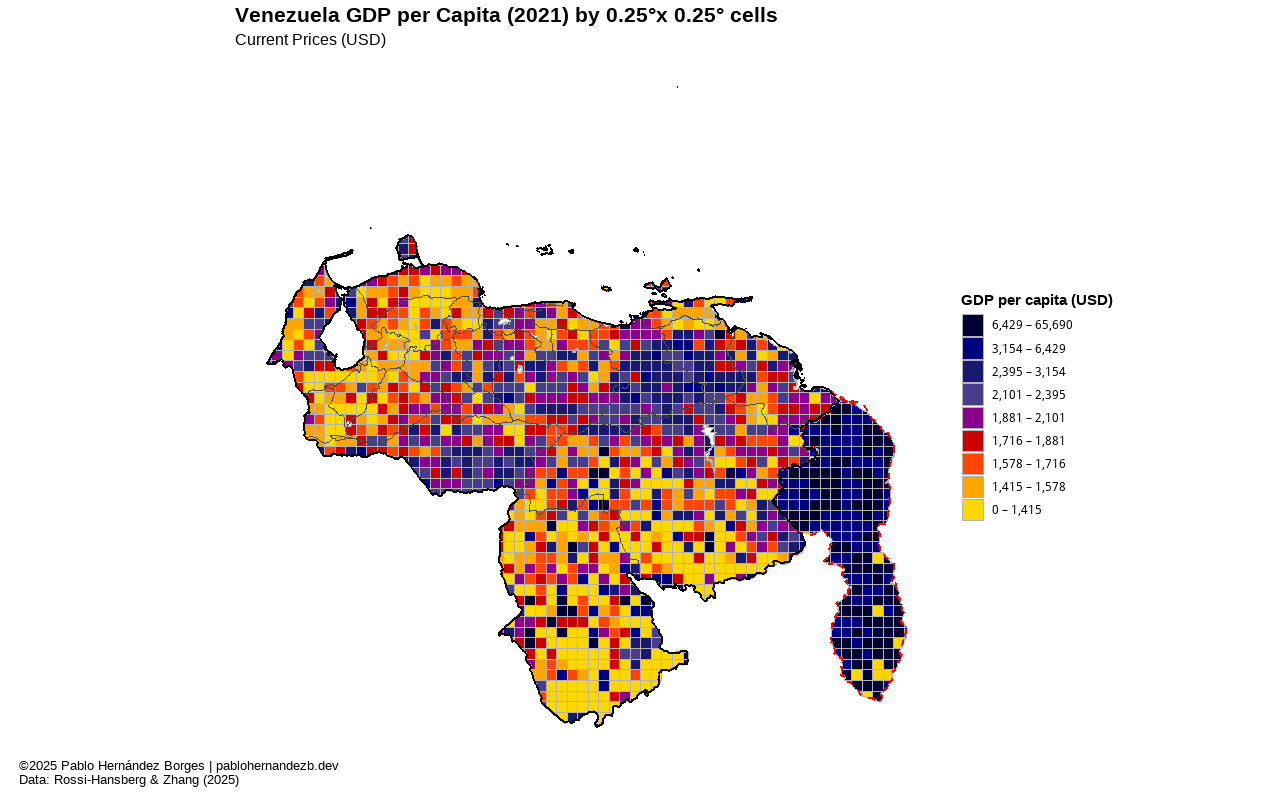 Venezuela GDP per Capita (2021) by 0.25°x 0.25° cells
Current Prices (USD)
GDP per capita (USD)
6,429 – 65,690
3,154 – 6,429
2,395 – 3,154
2,101 – 2,395
1,881 – 2,101
1,716 – 1,881
1,578 – 1,716
1,415 – 1,578
0 – 1,415
©2025 Pablo Hernández Borges | pablohernandezb.dev
Data: Rossi-Hansberg & Zhang (2025)